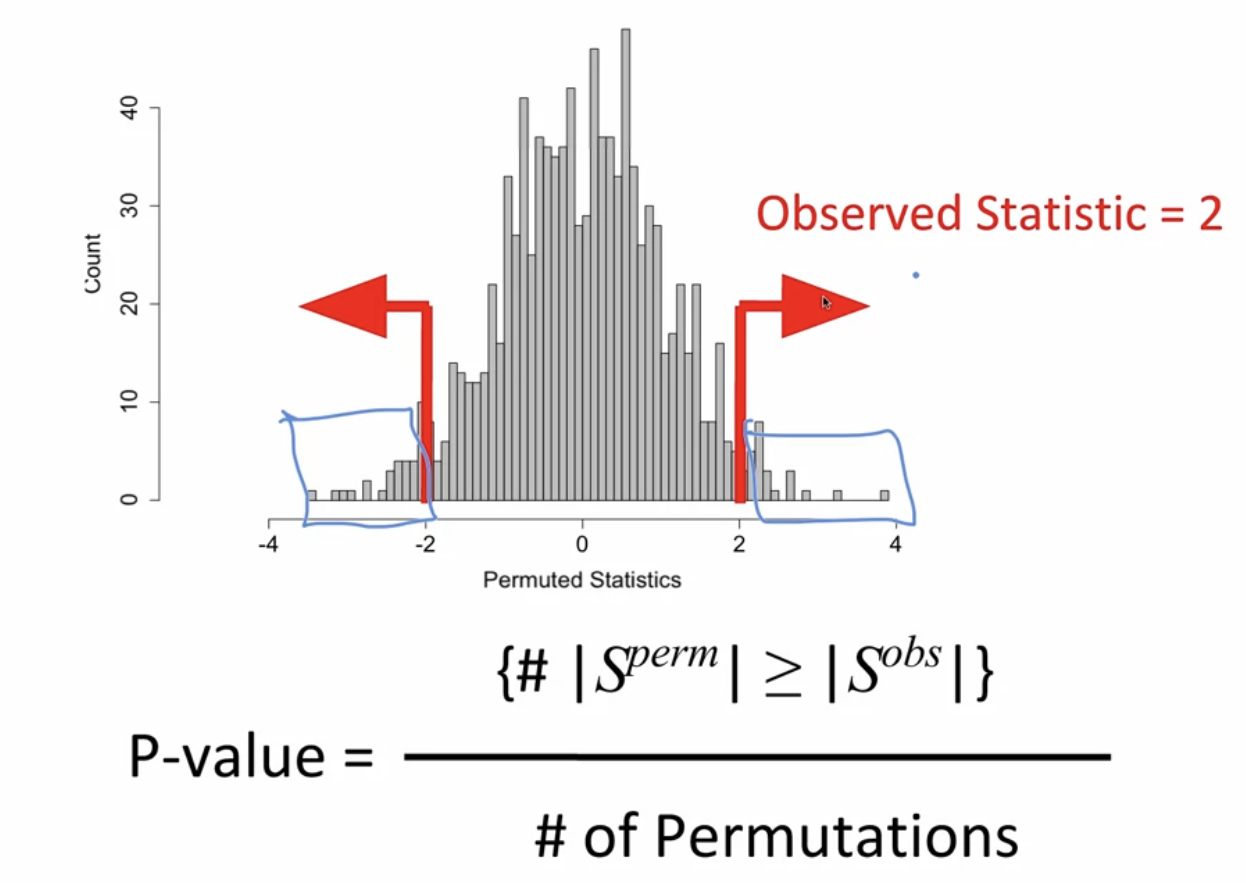 40
30
20
10
0
Count
Observed Statistic = 2
-4 -2 0 2 4
Permuted Statistics
{# |S^perm| ≥ |S^obs|}
P-value =
# of Permutations